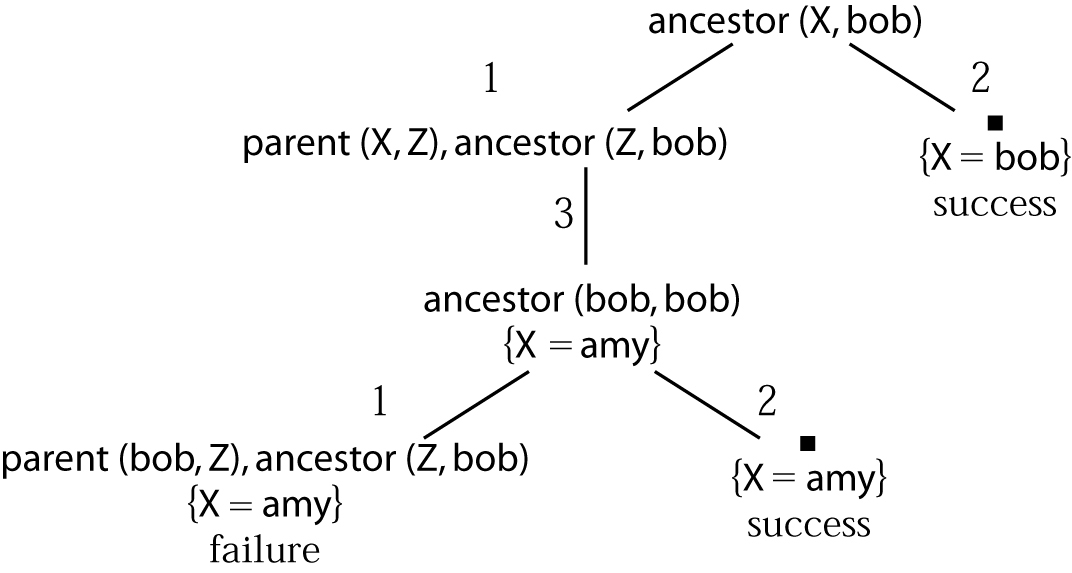 ancestor (X, bob)
1
2
parent (X, Z), ancestor (Z, bob)
{X = bob}
success
3
ancestor (bob, bob)
{X = amy}
1
2
parent (bob, Z), ancestor (Z, bob)
{X = amy}
failure
{X = amy}
success